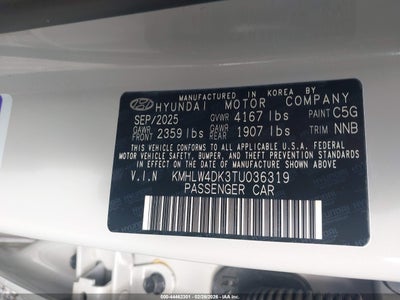 MANUFACTURED IN KOREA BY
HYUNDAI MOTOR COMPANY
SEP/2025 GVWR 4167 lbs PAINT C5G
GAWR FRONT 2359 lbs GAWR REAR 1907 lbs TRIM NNB
THIS VEHICLE CONFORMS TO ALL APPLICABLE
U.S. FEDERAL MOTOR VEHICLE SAFETY,
BUMPER, AND THEFT PREVENTION STANDARDS
IN EFFECT ON THE DATE OF MANUFACTURE
SHOWN ABOVE.
V.I.N KMHLW4DK3TU036319
PASSENGER CAR